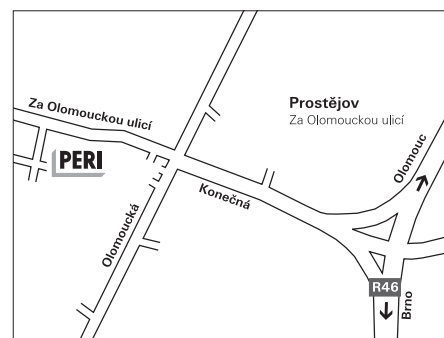 Za Olomouckou ulicí
Prostějov
Za Olomouckou ulicí
Olomouc
PERI
Konečná
Olomoucká
R46
Brno